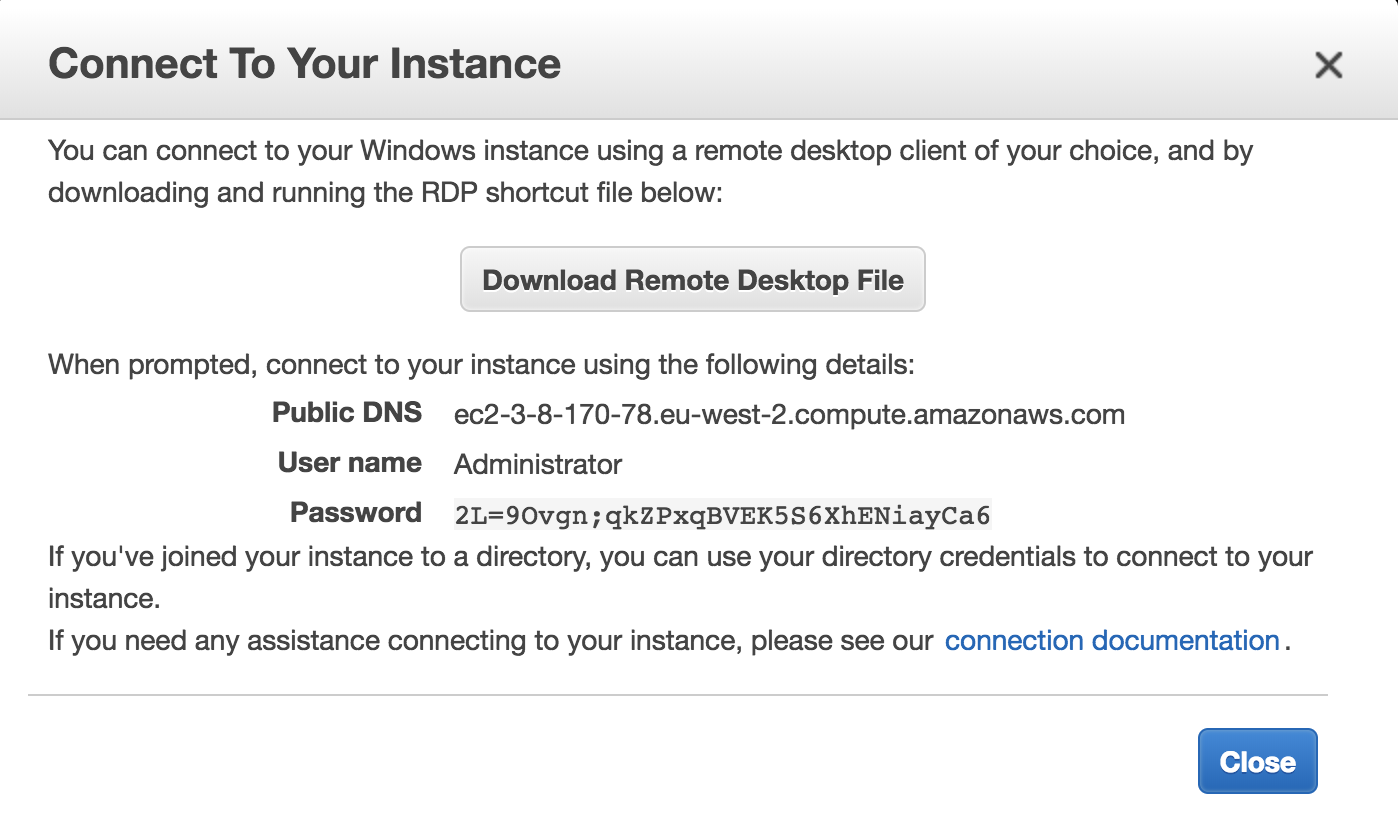 Connect To Your Instance
You can connect to your Windows instance using a remote desktop client of your choice, and by
downloading and running the RDP shortcut file below:
Download Remote Desktop File
When prompted, connect to your instance using the following details:
Public DNS ec2-3-8-170-78.eu-west-2.compute.amazonaws.com
User name Administrator
Password 2L=9Ovgn;qkZPxqBVEK5S6XhENiayCa6
If you've joined your instance to a directory, you can use your directory credentials to connect to your
instance.
If you need any assistance connecting to your instance, please see our connection documentation.
Close